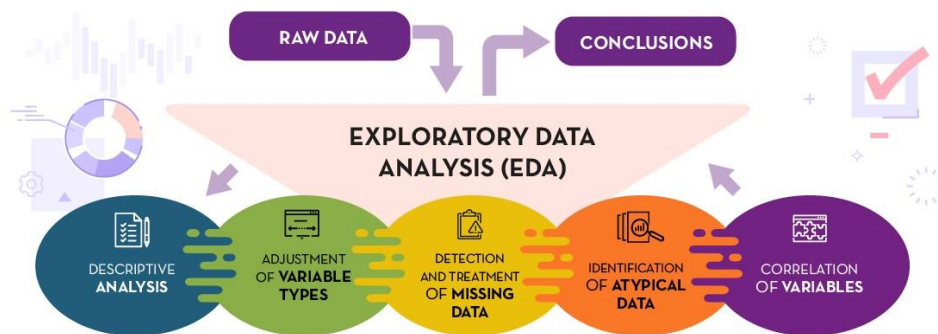 RAW DATA
CONCLUSIONS
EXPLORATORY DATA
ANALYSIS (EDA)
DESCRIPTIVE
ANALYSIS
ADJUSTMENT
OF VARIABLE
TYPES
DETECTION
AND TREATMENT
OF MISSING
DATA
IDENTIFICATION
OF ATYPICAL
DATA
CORRELATION
OF VARIABLES